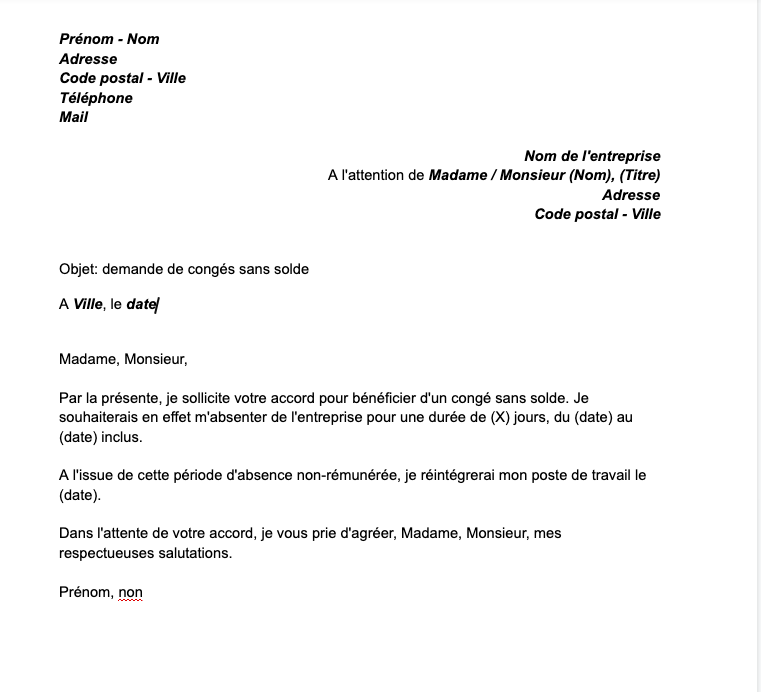 Prénom - Nom
Adresse
Code postal - Ville
Téléphone
Mail
Nom de l'entreprise
A l'attention de Madame / Monsieur (Nom), (Titre)
Adresse
Code postal - Ville
Objet: demande de congés sans solde
A Ville, le date
Madame, Monsieur,
Par la présente, je sollicite votre accord pour bénéficier d'un congé sans solde. Je
souhaiterais en effet m'absenter de l'entreprise pour une durée de (X) jours, du (date) au
(date) inclus.
A l'issue de cette période d'absence non-rémunérée, je réintégrerai mon poste de travail le
(date).
Dans l'attente de votre accord, je vous prie d'agréer, Madame, Monsieur, mes
respectueuses salutations.
Prénom, non